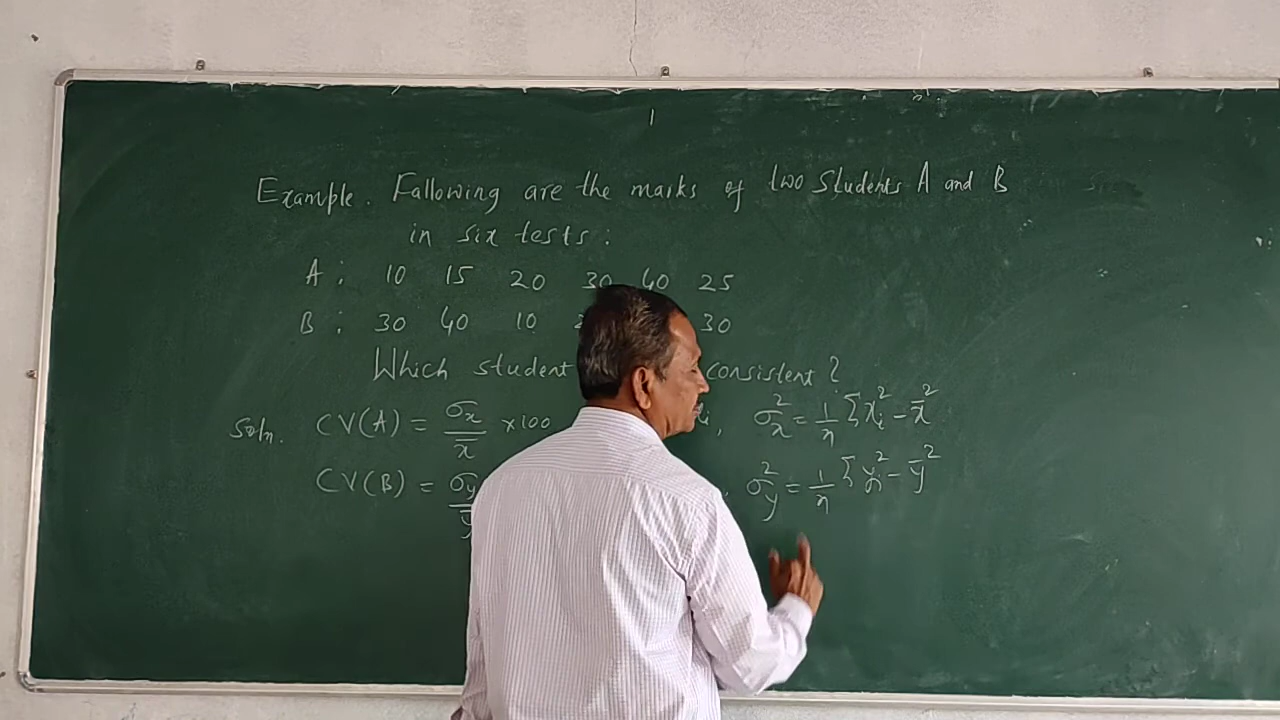 Example. Fallowing are the marks of two Students A and B
in six tests :
A : 10 15 20 30 40 25
B : 30 40 10 30
Which student consistent ?
Soln. CV(A) = σx / x̄ ×100 , σx² = 1/n Σxi² - x̄²
CV(B) = σy / ȳ σy² = 1/n Σyi² - ȳ²